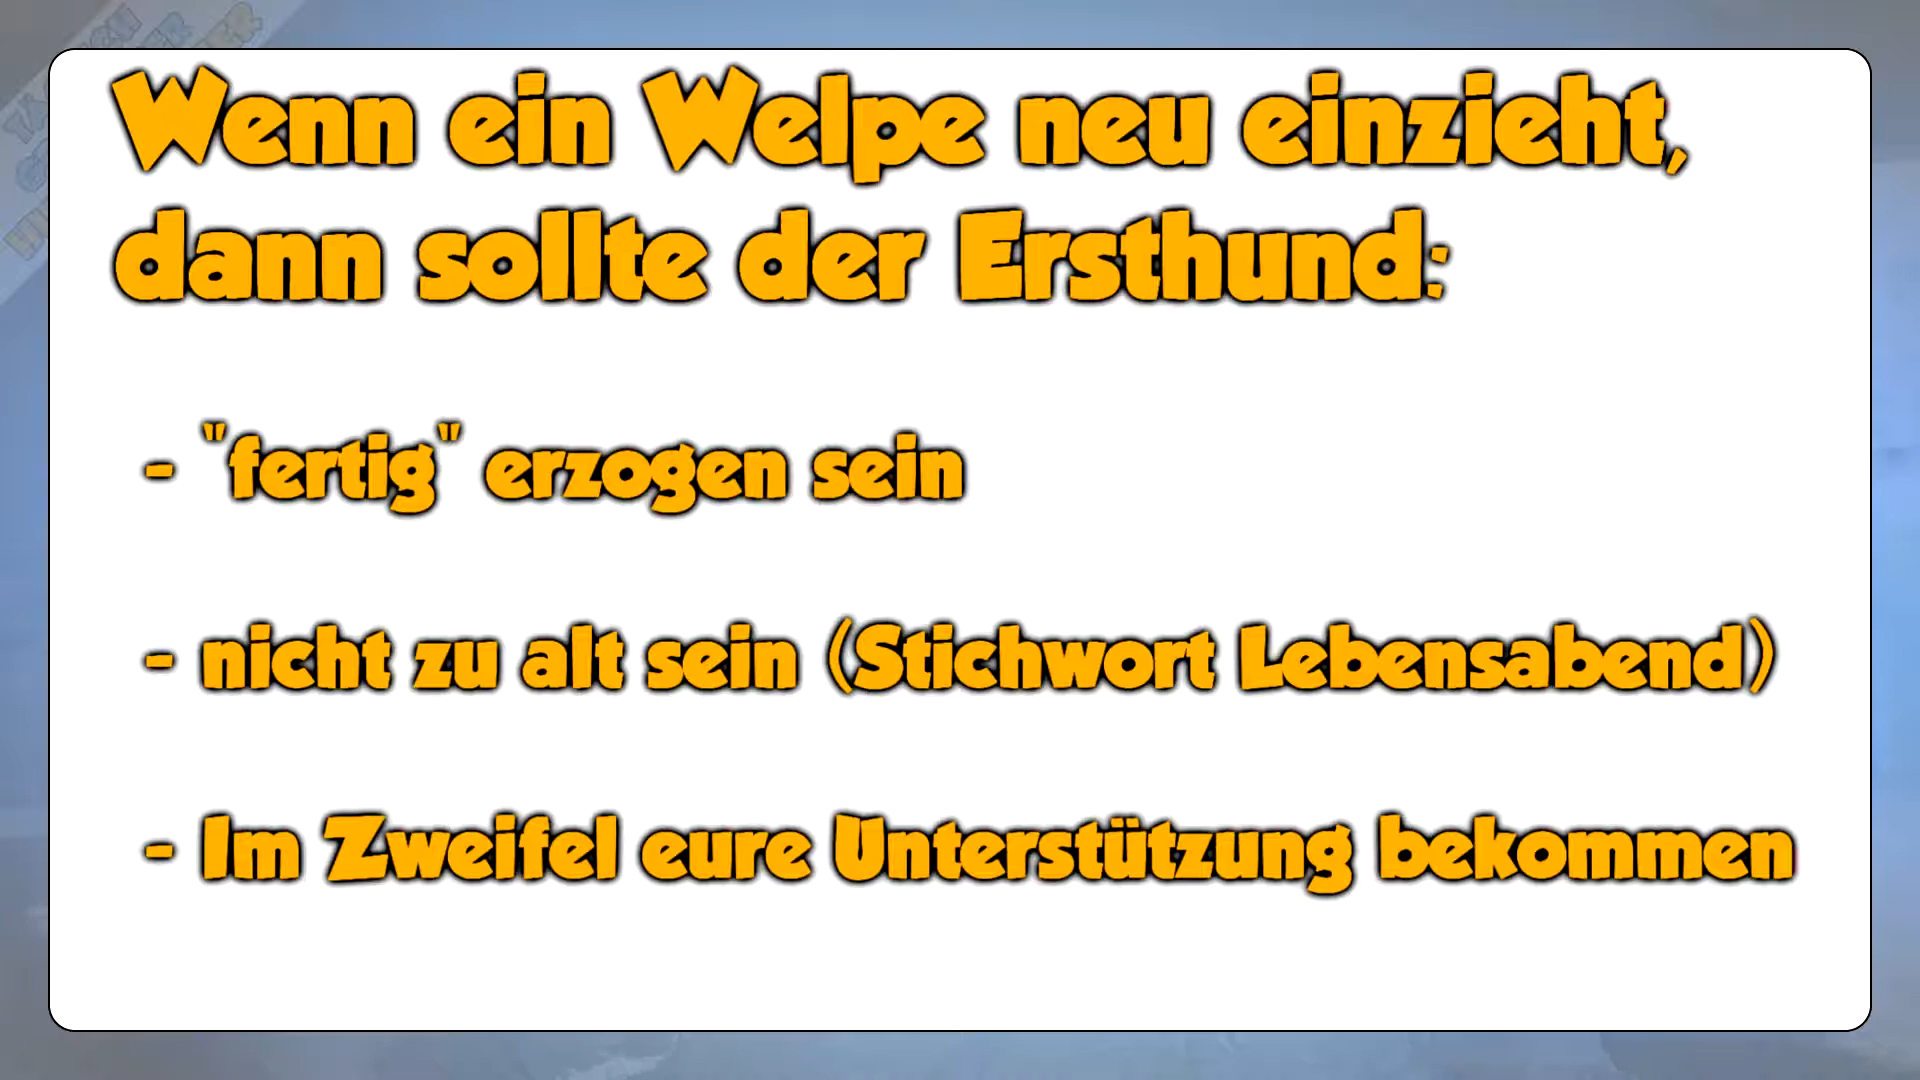 Wenn ein Welpe neu einzieht,
dann sollte der Ersthund:
- "fertig" erzogen sein
- nicht zu alt sein (Stichwort Lebensabend)
- Im Zweifel eure Unterstützung bekommen